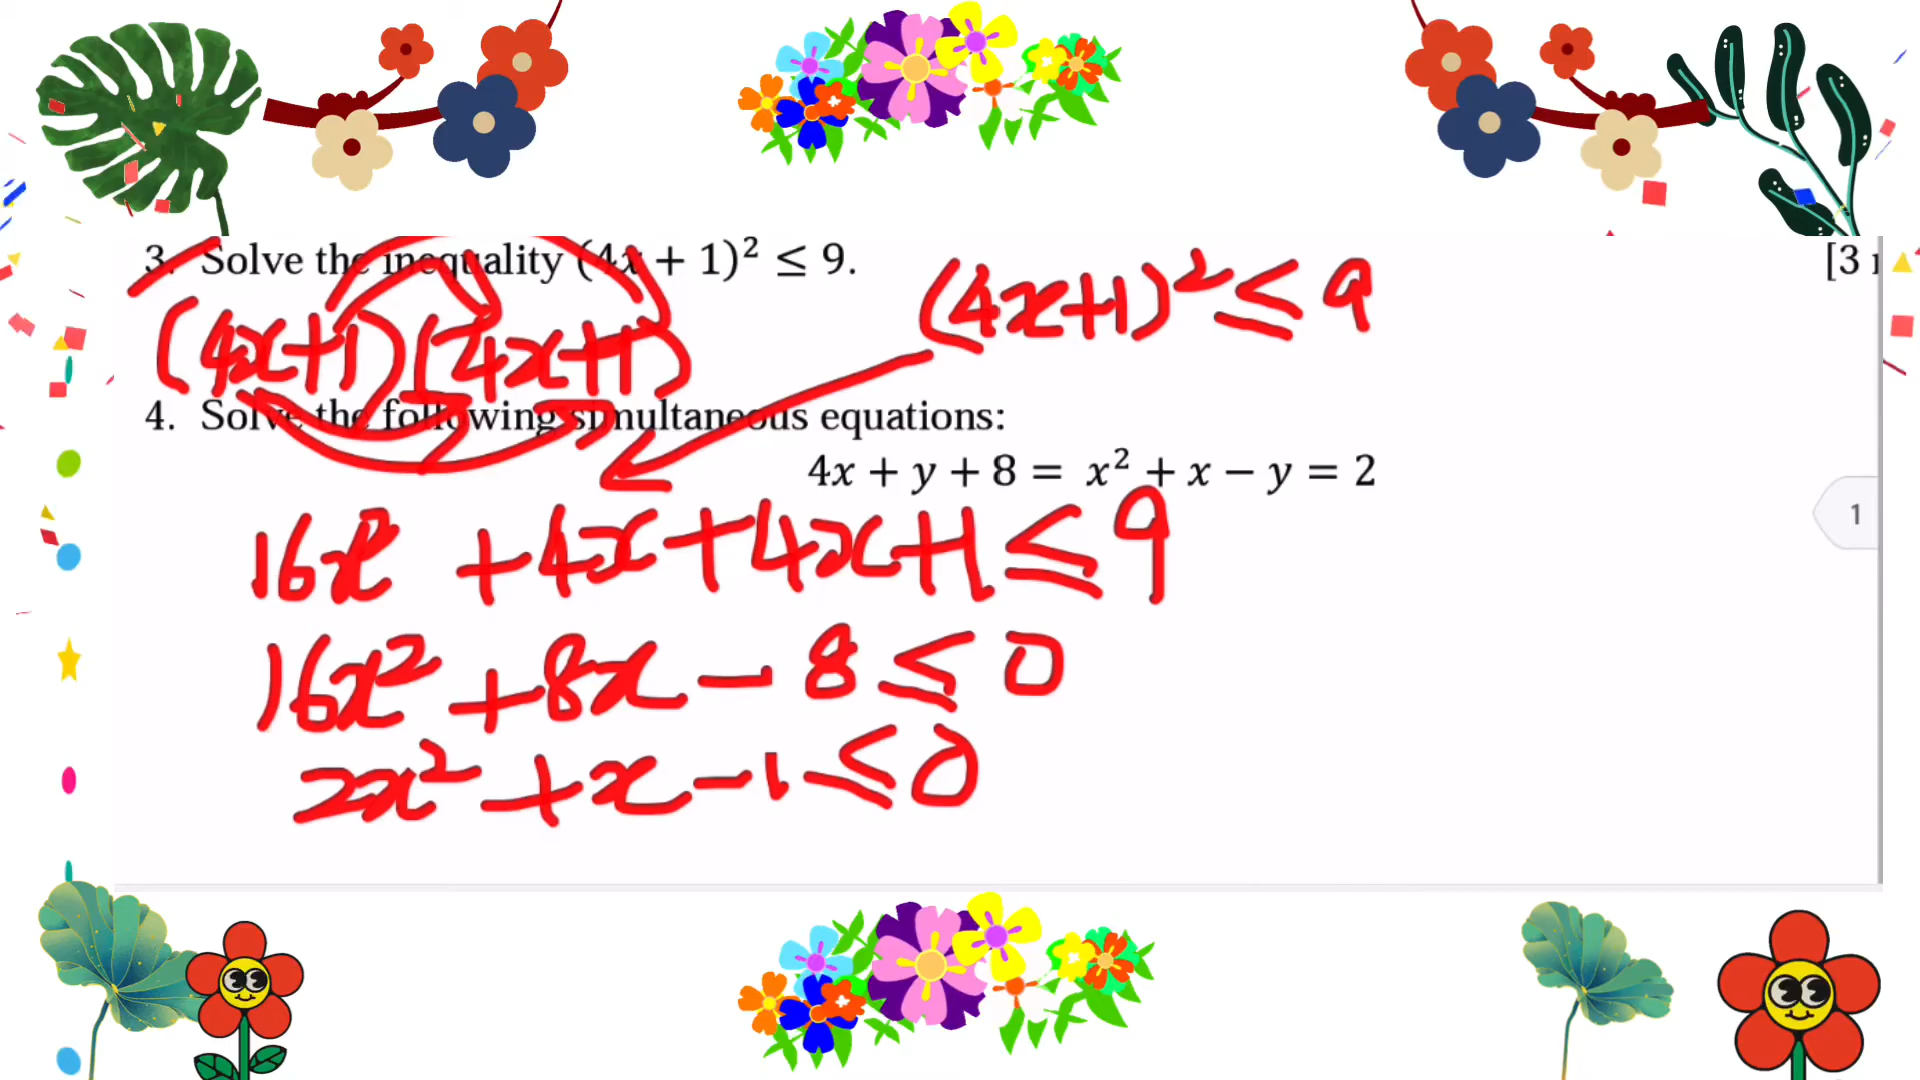 3. Solve the inequality (4x + 1)² ≤ 9.
[3
(4x+1)² ≤ 9
(4x+1)(4x+1)
4. Solve the following simultaneous equations:
4x + y + 8 = x² + x − y = 2
16x² +4x+4x+1 ≤ 9
1
16x² +8x − 8 ≤ 0
2x² +x −1 ≤ 0